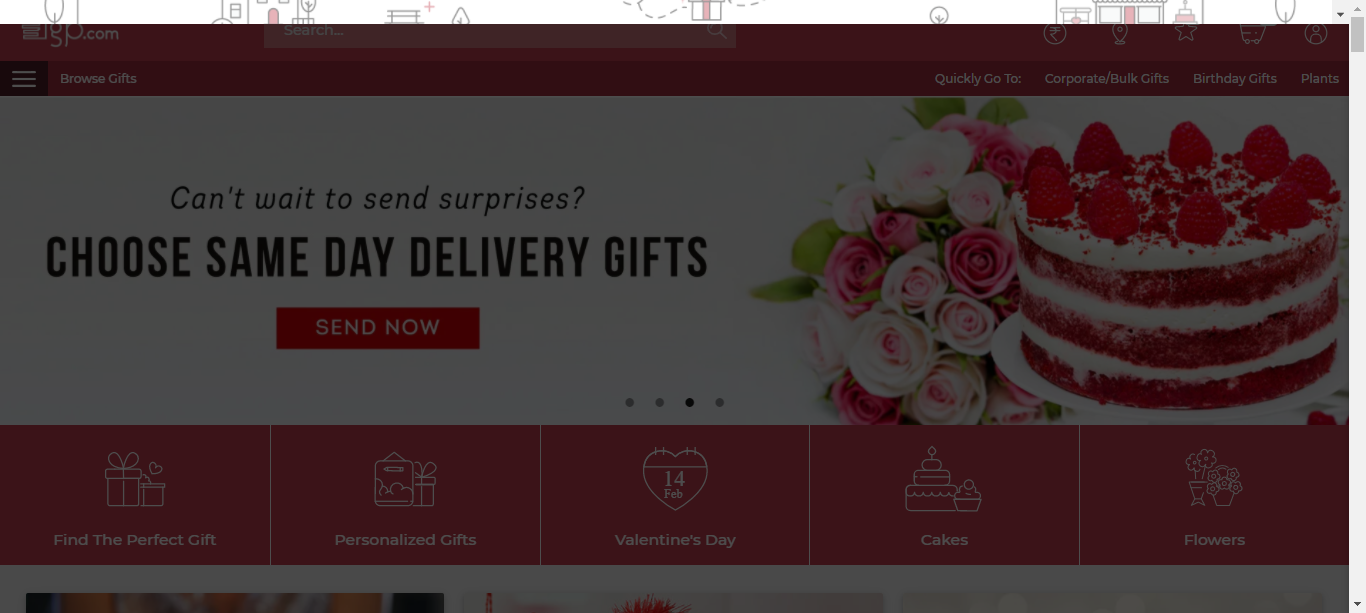 igp.com
Search...
Browse Gifts
Quickly Go To:
Corporate/Bulk Gifts
Birthday Gifts
Plants
Can't wait to send surprises?
CHOOSE SAME DAY DELIVERY GIFTS
SEND NOW
14
Feb
Find The Perfect Gift
Personalized Gifts
Valentine's Day
Cakes
Flowers